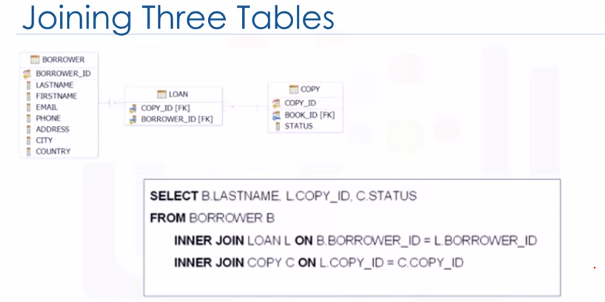 Joining Three Tables
BORROWER
BORROWER_ID
LASTNAME
FIRSTNAME
EMAIL
PHONE
ADDRESS
CITY
COUNTRY
LOAN
COPY_ID [FK]
BORROWER_ID [FK]
COPY
COPY_ID
BOOK_ID [FK]
STATUS
SELECT B.LASTNAME, L.COPY_ID, C.STATUS
FROM BORROWER B
INNER JOIN LOAN L ON B.BORROWER_ID = L.BORROWER_ID
INNER JOIN COPY C ON L.COPY_ID = C.COPY_ID